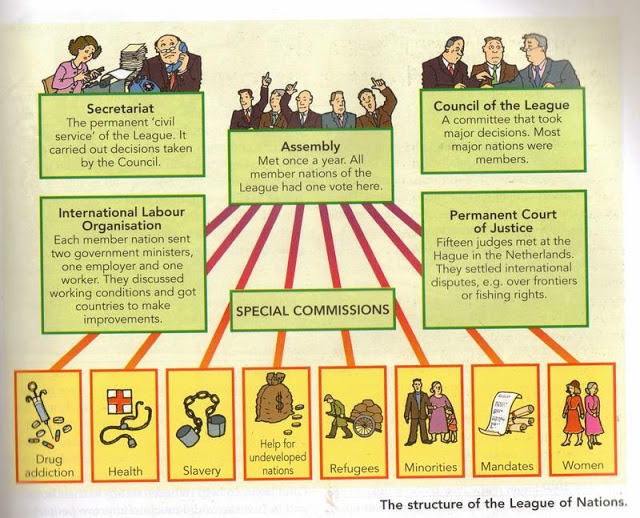 Secretariat
The permanent 'civil
service' of the League. It
carried out decisions taken
by the Council.
Assembly
Met once a year. All
member nations of the
League had one vote here.
Council of the League
A committee that took
major decisions. Most
major nations were
members.
International Labour
Organisation
Each member nation sent
two government ministers,
one employer and one
worker. They discussed
working conditions and got
countries to make
improvements.
Permanent Court
of Justice
Fifteen judges met at the
Hague in the Netherlands.
They settled international
disputes, e.g. over frontiers
or fishing rights.
SPECIAL COMMISSIONS
Drug
addiction
Health
Slavery
Help for
undeveloped
nations
Refugees
Minorities
Mandates
Women
The structure of the League of Nations.